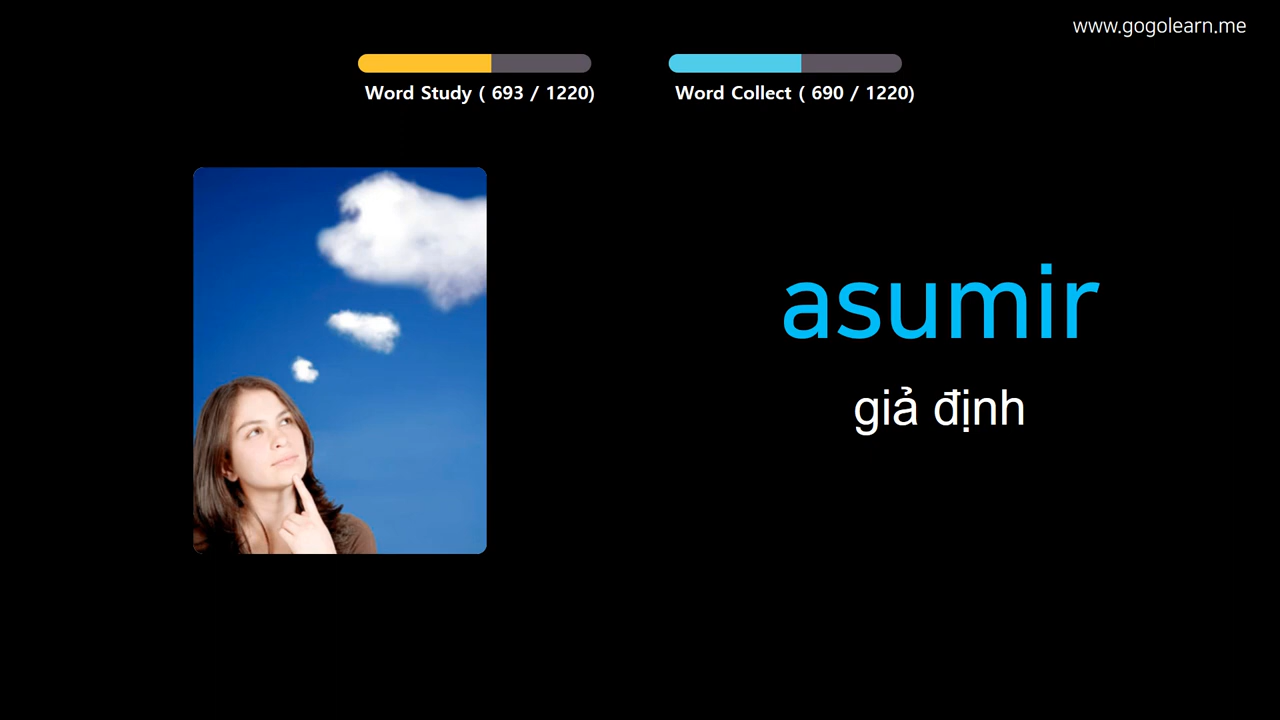 www.gogolearn.me
Word Study ( 693 / 1220)
Word Collect ( 690 / 1220)
asumir
giả định